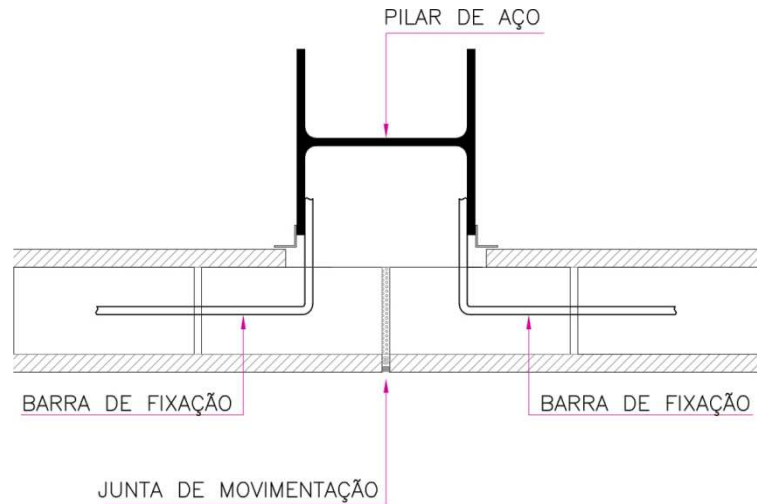 PILAR DE AÇO
BARRA DE FIXAÇÃO
BARRA DE FIXAÇÃO
JUNTA DE MOVIMENTAÇÃO